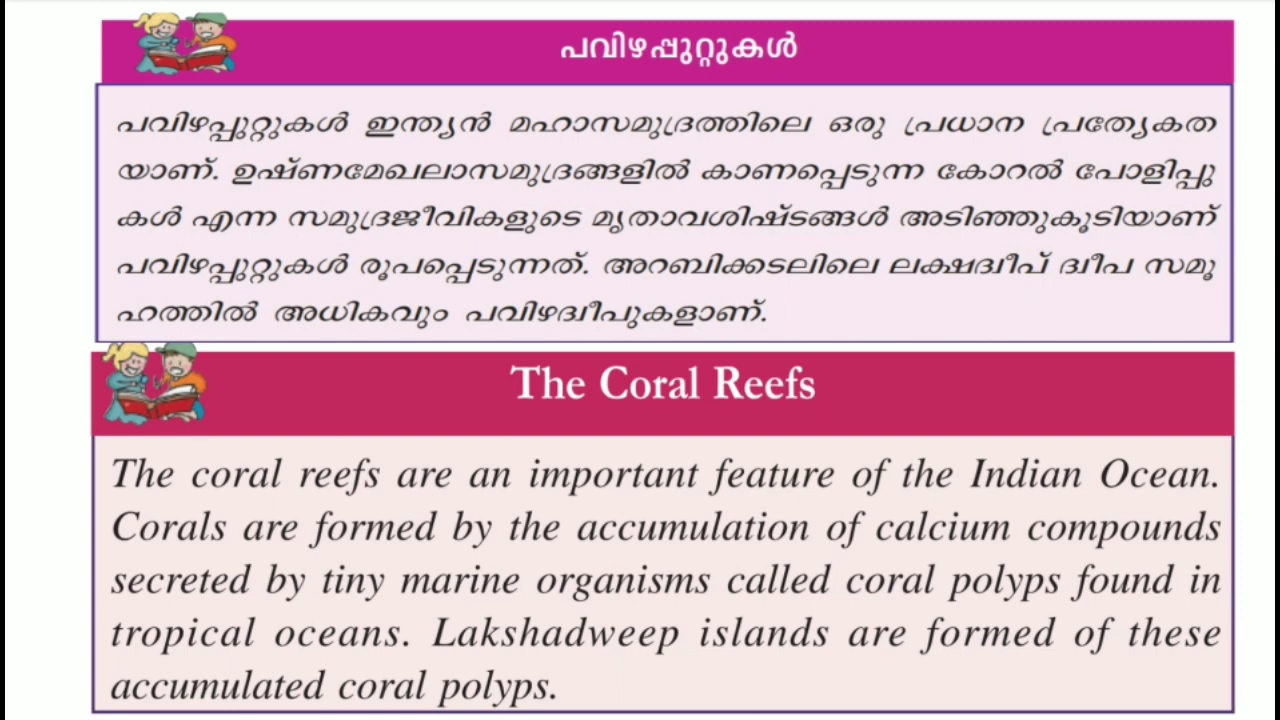 പവിഴപ്പുറ്റുകൾ
പവിഴപ്പുറ്റുകൾ ഇന്ത്യൻ മഹാസമുദ്രത്തിലെ ഒരു പ്രധാന പ്രത്യേകത
യാണ്. ഉഷ്ണമേഖലാസമുദ്രങ്ങളിൽ കാണപ്പെടുന്ന കോറൽ പോളിപ്പു
കൾ എന്ന സമുദ്രജീവികളുടെ മൃതാവശിഷ്ടങ്ങൾ അടിഞ്ഞുകൂടിയാണ്
പവിഴപ്പുറ്റുകൾ രൂപപ്പെടുന്നത്. അറബിക്കടലിലെ ലക്ഷദ്വീപ് ദ്വീപ സമൂ
ഹത്തിൽ അധികവും പവിഴദ്വീപുകളാണ്.
The Coral Reefs
The coral reefs are an important feature of the Indian Ocean.
Corals are formed by the accumulation of calcium compounds
secreted by tiny marine organisms called coral polyps found in
tropical oceans. Lakshadweep islands are formed of these
accumulated coral polyps.